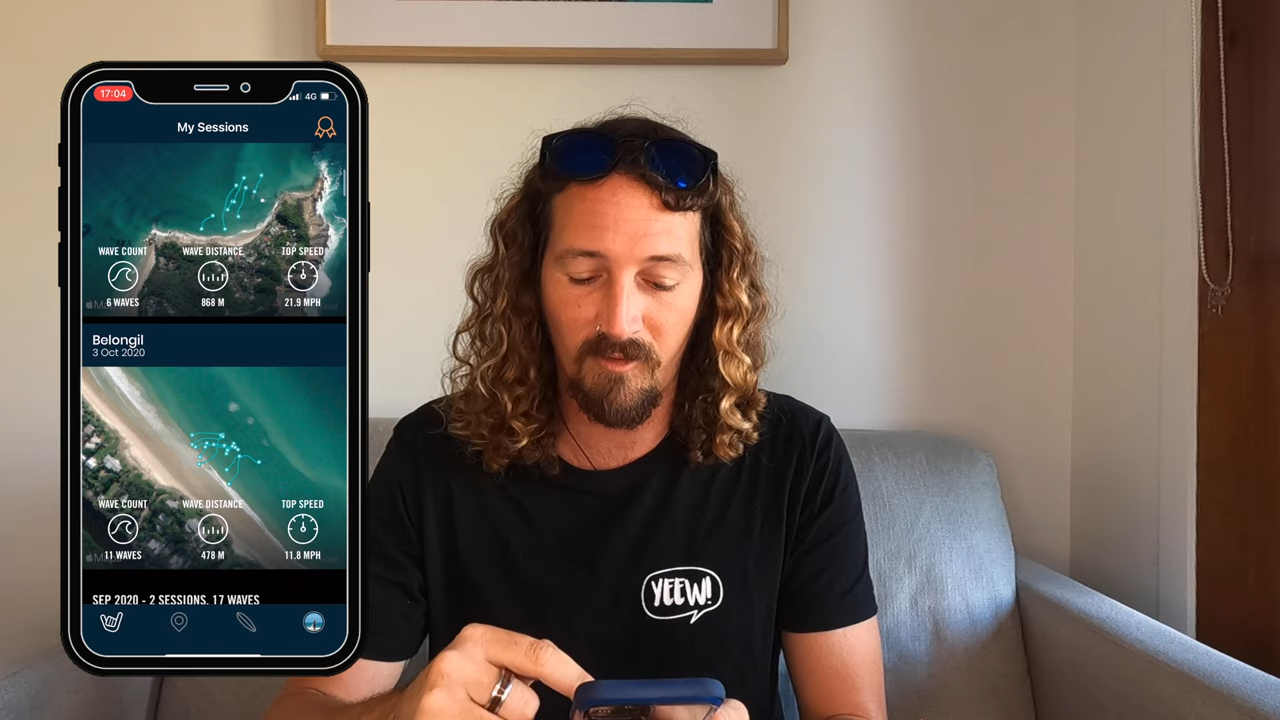 17:04
4G
My Sessions
WAVE COUNT WAVE DISTANCE TOP SPEED
6 WAVES 868 M 21.9 MPH
Belongil
3 Oct 2020
WAVE COUNT WAVE DISTANCE TOP SPEED
11 WAVES 478 M 11.8 MPH
SEP 2020 - 2 SESSIONS, 17 WAVES
YEEW!